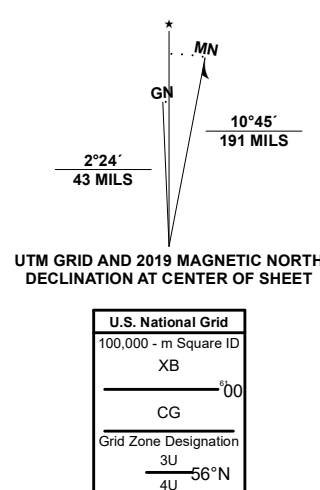 ★
MN
GN
10°45´
191 MILS
2°24´
43 MILS
UTM GRID AND 2019 MAGNETIC NORTH
DECLINATION AT CENTER OF SHEET
U.S. National Grid
100,000 - m Square ID
XB
6100
CG
Grid Zone Designation
3U
56°N
4U